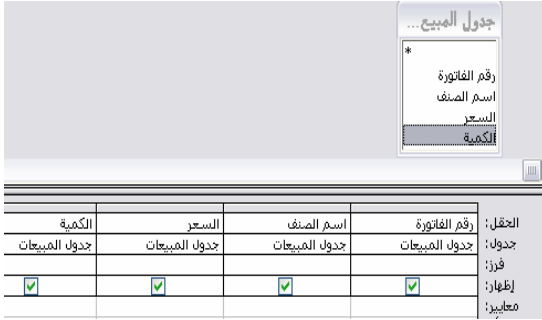 جدول المبيع...
*
رقم الفاتورة
اسم الصنف
السعر
الكمية
الحقل: رقم الفاتورة اسم الصنف السعر الكمية
جدول: جدول المبيعات جدول المبيعات جدول المبيعات جدول المبيعات
فرز:
إظهار:
معايير: